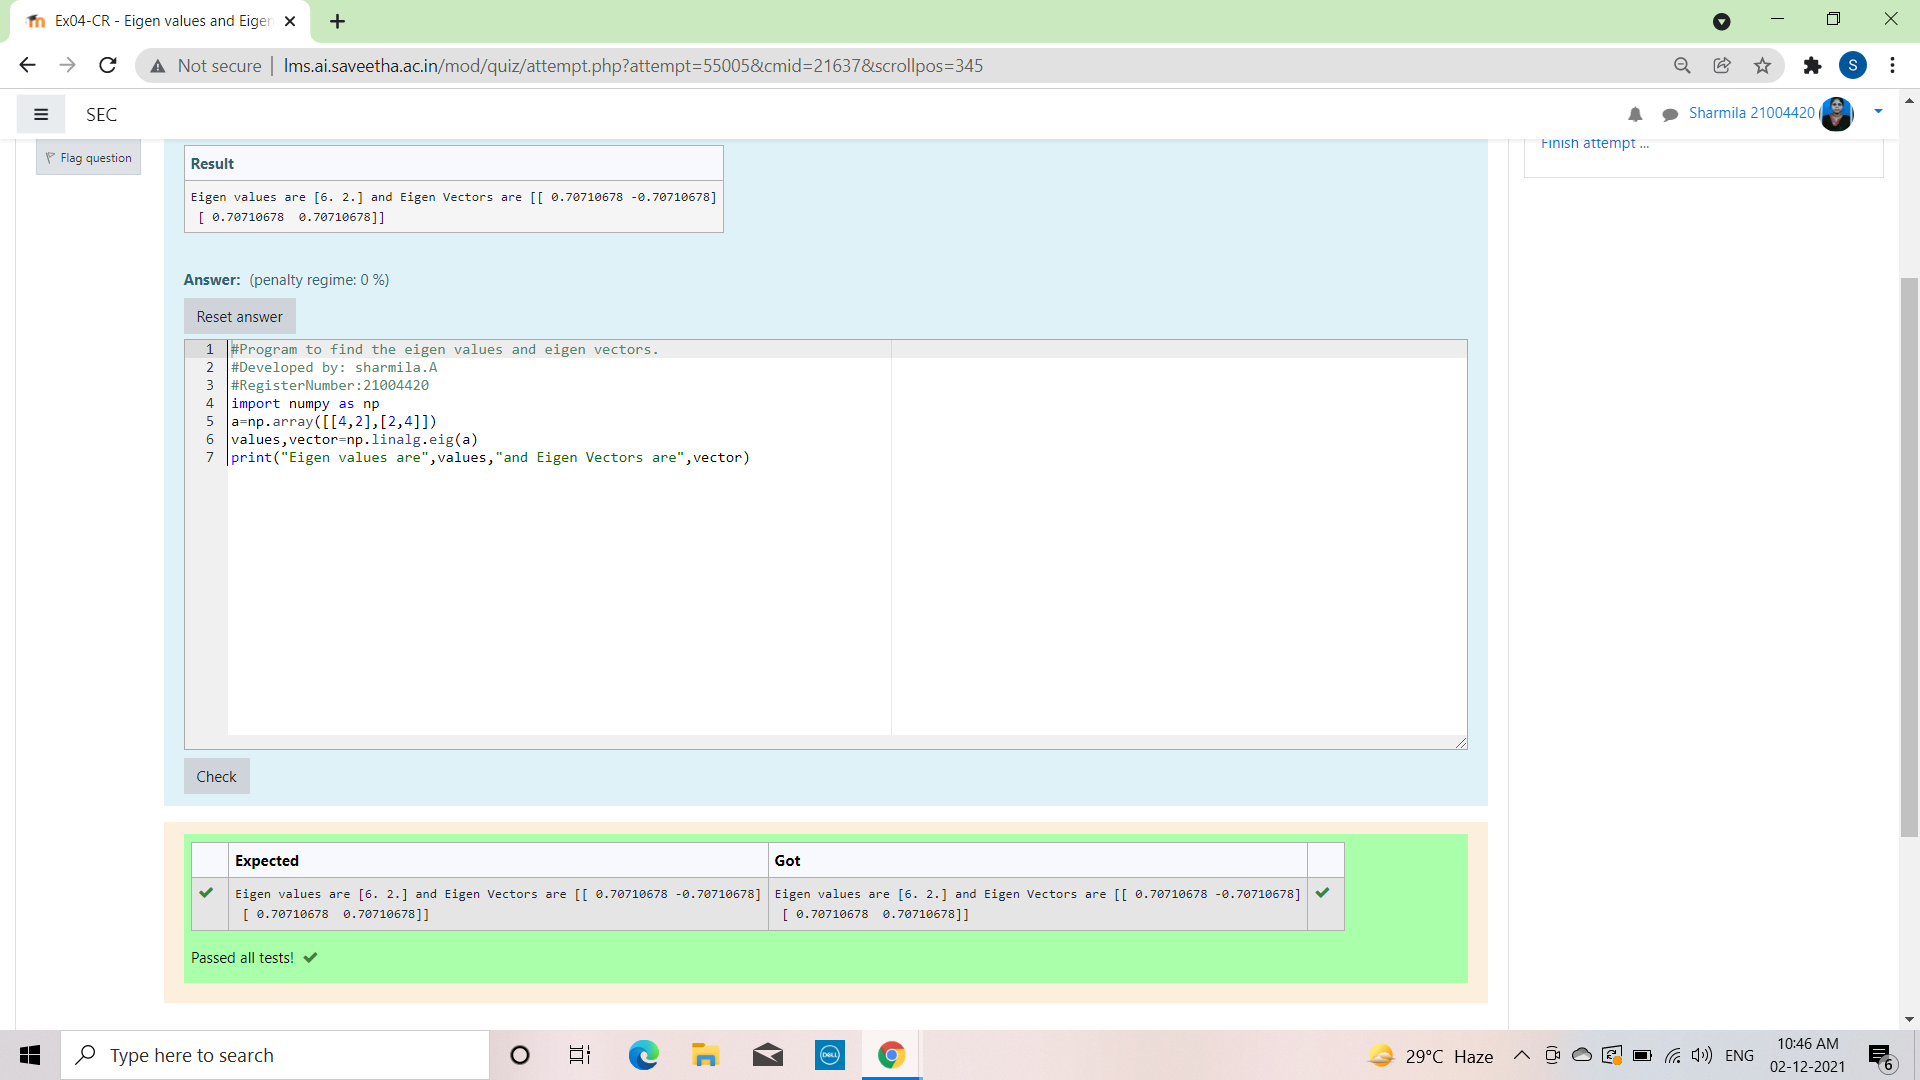 Ex04-CR - Eigen values and Eigen
Not secure | lms.ai.saveetha.ac.in/mod/quiz/attempt.php?attempt=55005&cmid=21637&scrollpos=345
S
SEC
Sharmila 21004420
Flag question
Finish attempt ...
Result
Eigen values are [6. 2.] and Eigen Vectors are [[ 0.70710678 -0.70710678]
[ 0.70710678  0.70710678]]
Answer: (penalty regime: 0 %)
Reset answer
1 #Program to find the eigen values and eigen vectors.
2 #Developed by: sharmila.A
3 #RegisterNumber:21004420
4 import numpy as np
5 a=np.array([[4,2],[2,4]])
6 values,vector=np.linalg.eig(a)
7 print("Eigen values are",values,"and Eigen Vectors are",vector)
Check
Expected Got
Eigen values are [6. 2.] and Eigen Vectors are [[ 0.70710678 -0.70710678] Eigen values are [6. 2.] and Eigen Vectors are [[ 0.70710678 -0.70710678]
[ 0.70710678  0.70710678]] [ 0.70710678  0.70710678]]
Passed all tests!
Type here to search
DELL
29°C Haze
ENG
10:46 AM
02-12-2021
6